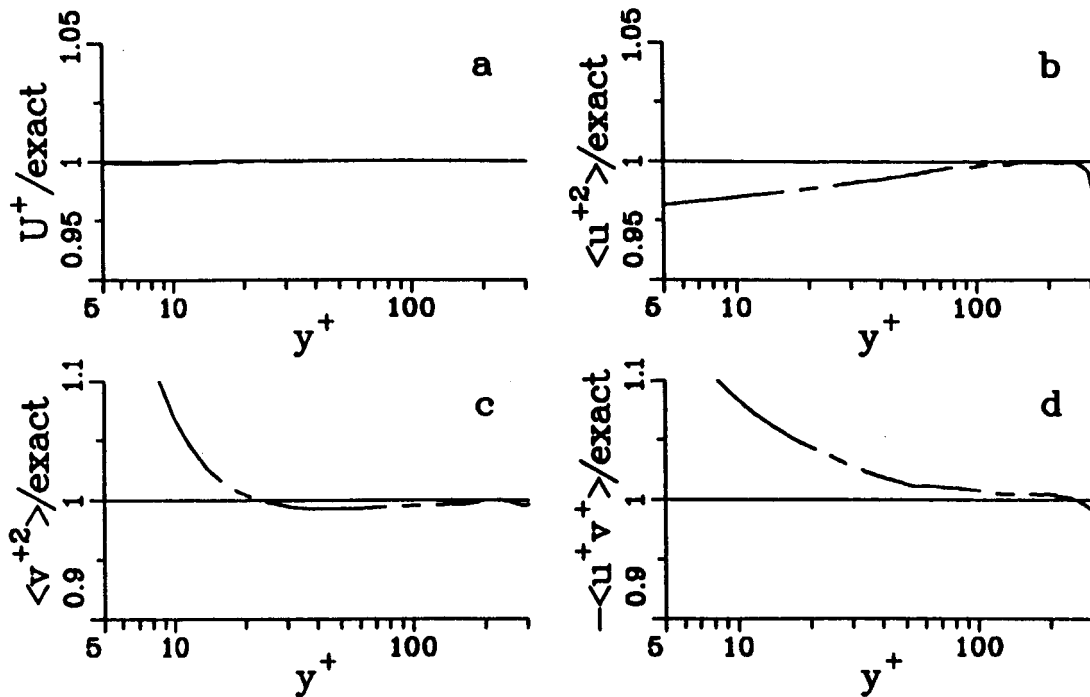 a
U⁺/exact
1.05
1
0.95
5 10 100
y⁺
b
<u⁺²>/exact
1.05
1
0.95
5 10 100
y⁺
c
<v⁺²>/exact
1.1
1
0.9
5 10 100
y⁺
d
—<u⁺v⁺>/exact
1.1
1
0.9
5 10 100
y⁺